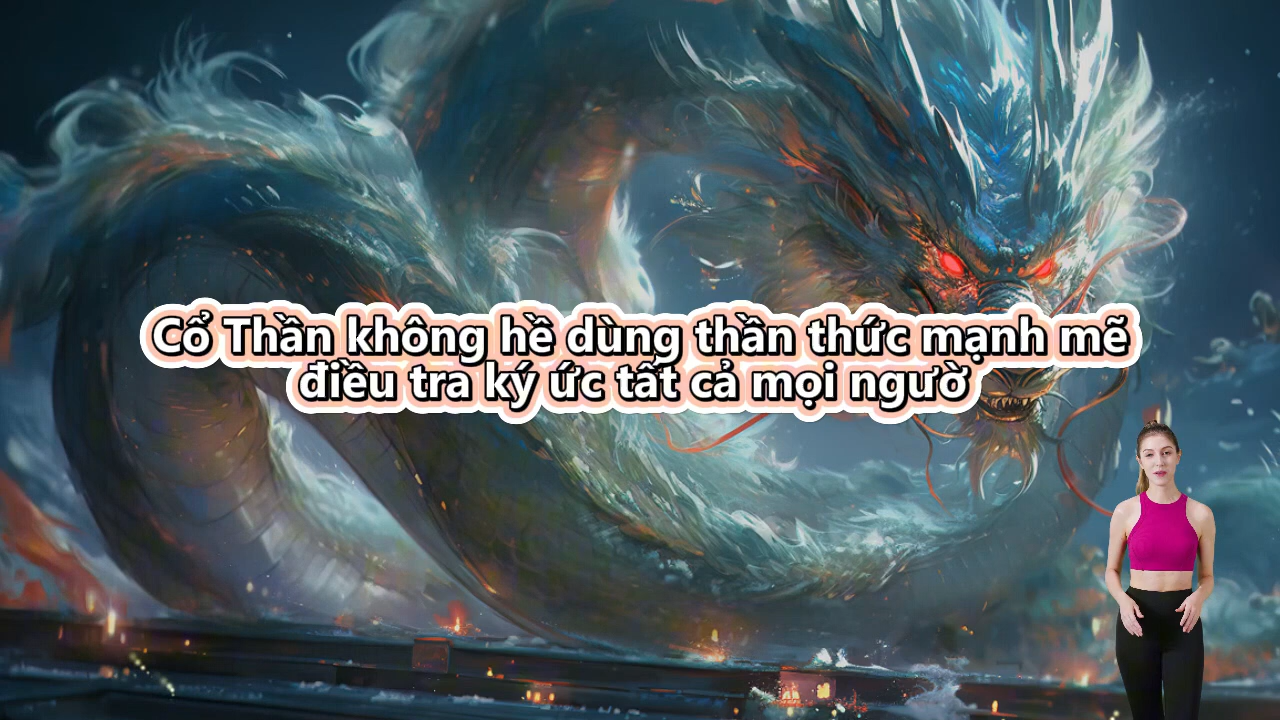 Cổ Thần không hề dùng thần thức mạnh mẽ
điều tra ký ức tất cả mọi ngườ